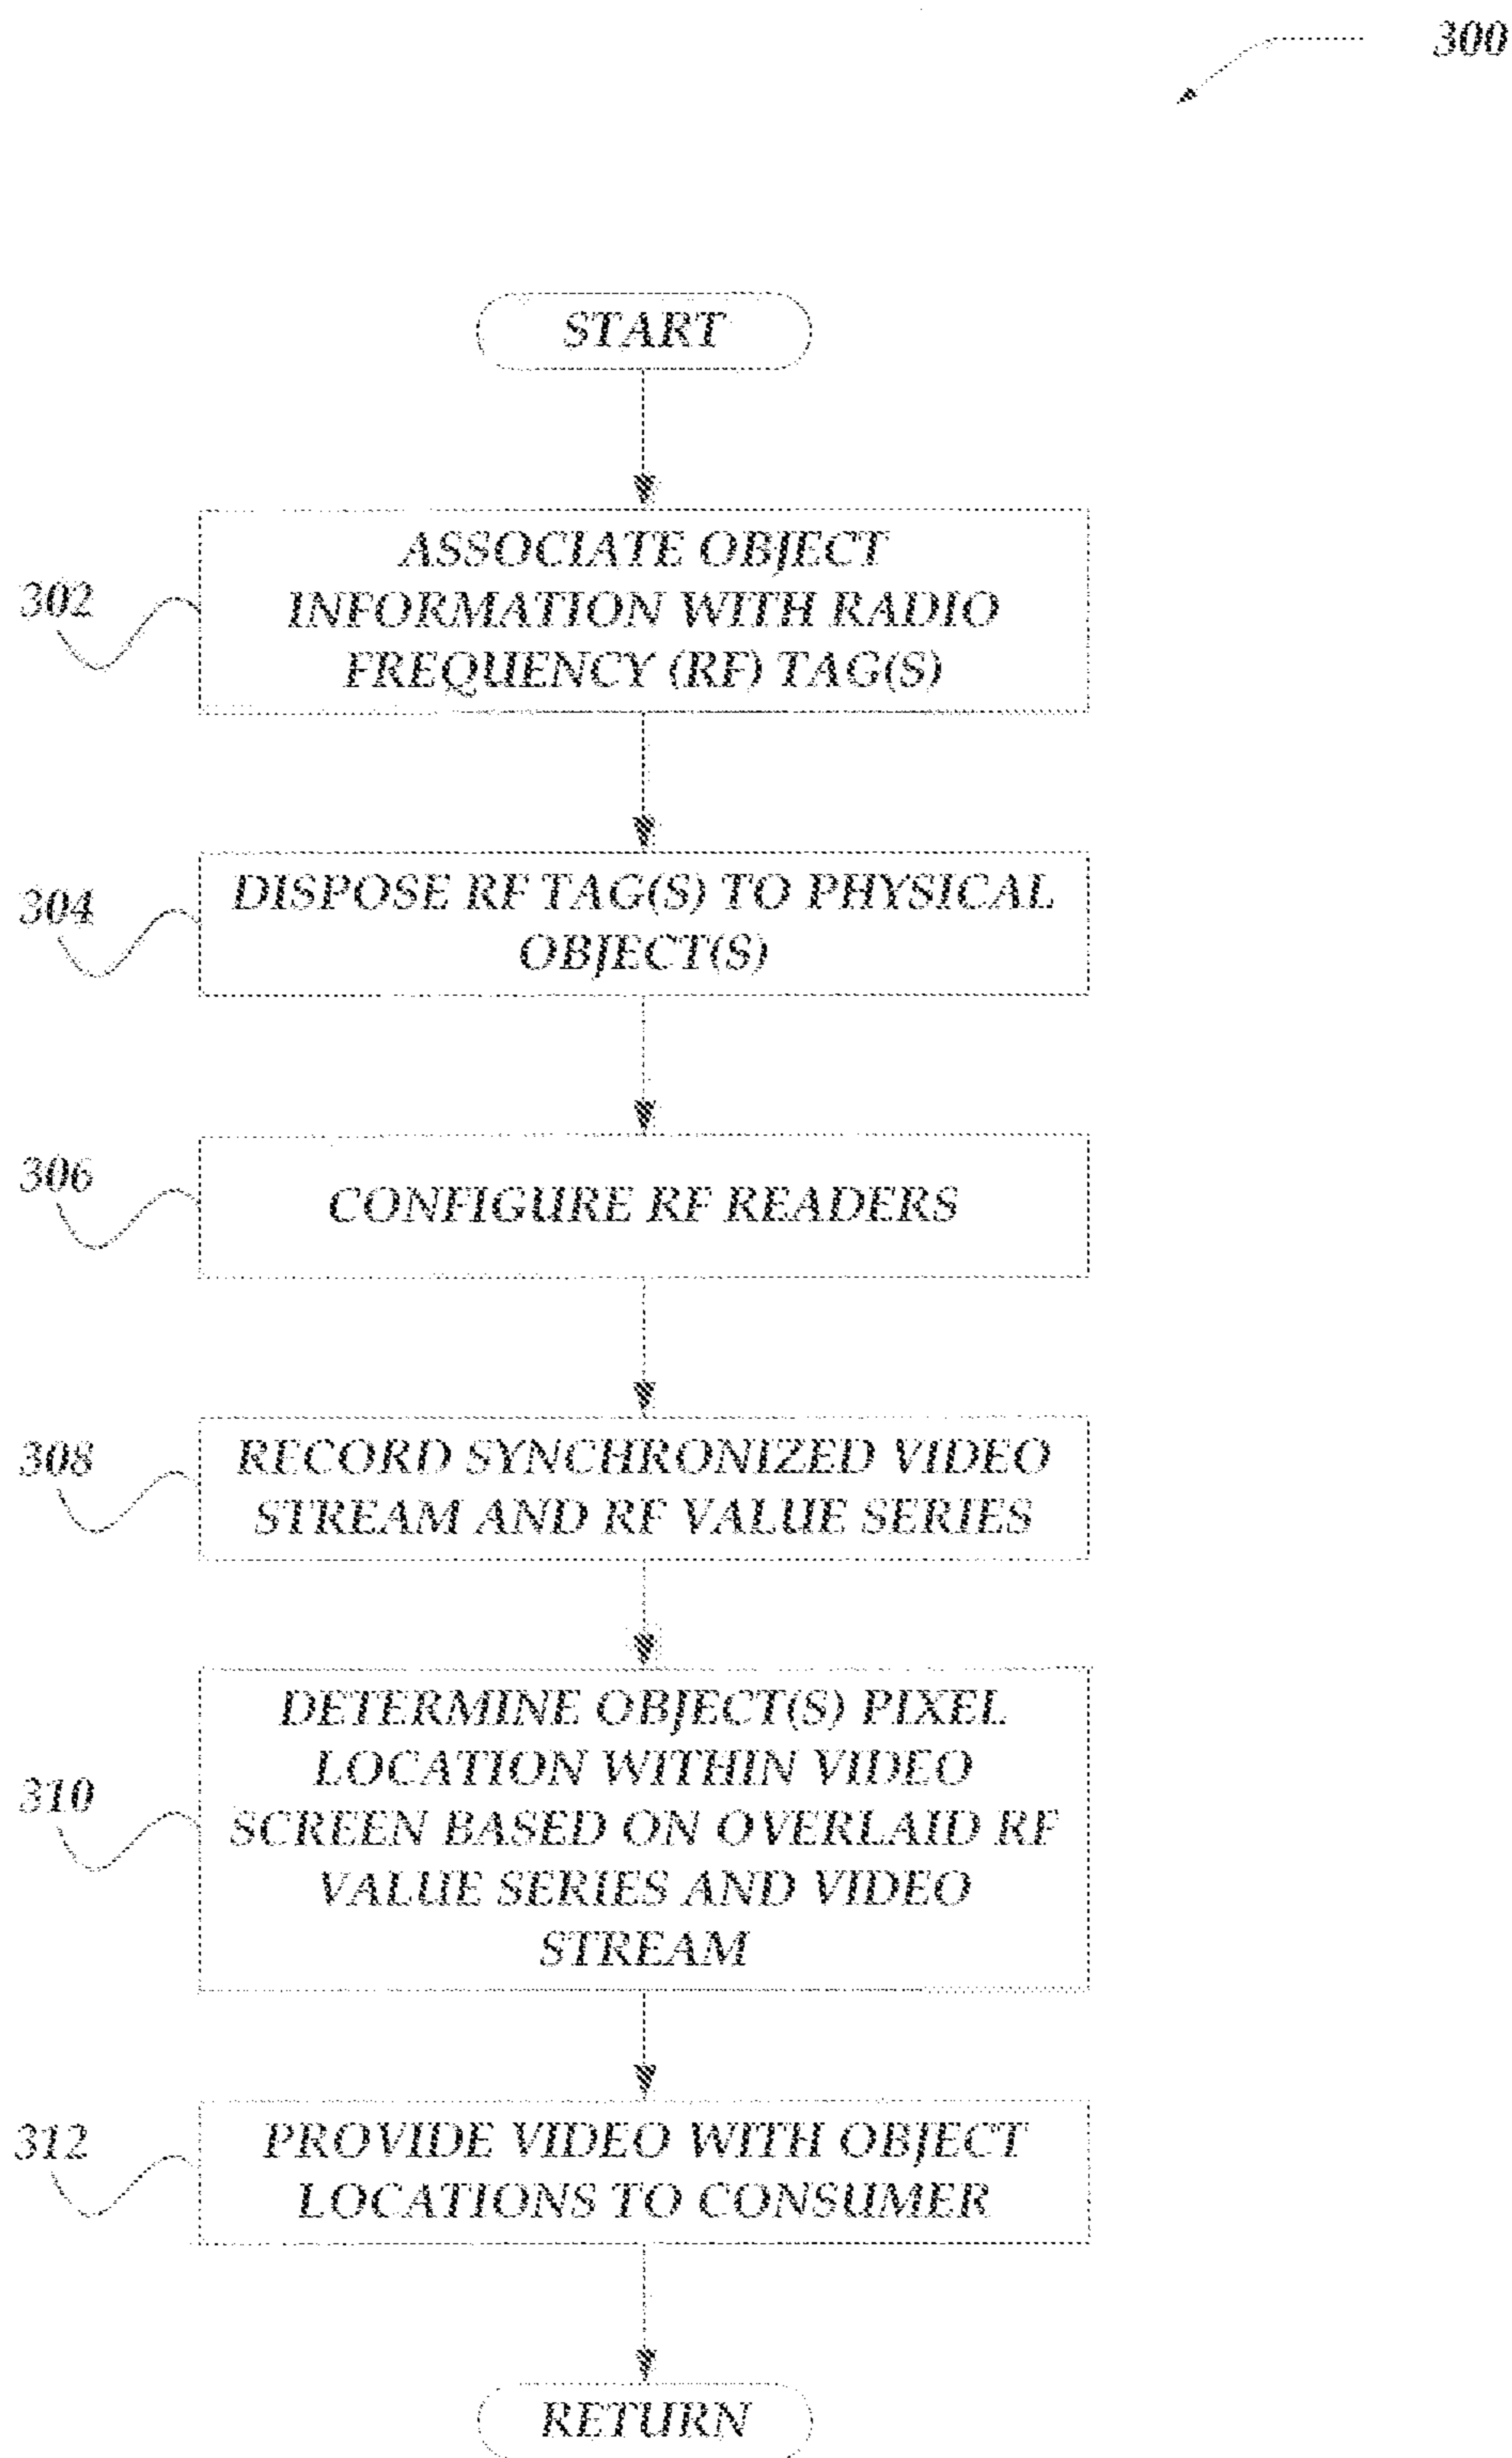 300
START
302
ASSOCIATE OBJECT
INFORMATION WITH RADIO
FREQUENCY (RF) TAG(S)
304
DISPOSE RF TAG(S) TO PHYSICAL
OBJECT(S)
306
CONFIGURE RF READERS
308
RECORD SYNCHRONIZED VIDEO
STREAM AND RF VALUE SERIES
310
DETERMINE OBJECT(S) PIXEL
LOCATION WITHIN VIDEO
SCREEN BASED ON OVERLAID RF
VALUE SERIES AND VIDEO
STREAM
312
PROVIDE VIDEO WITH OBJECT
LOCATIONS TO CONSUMER
RETURN